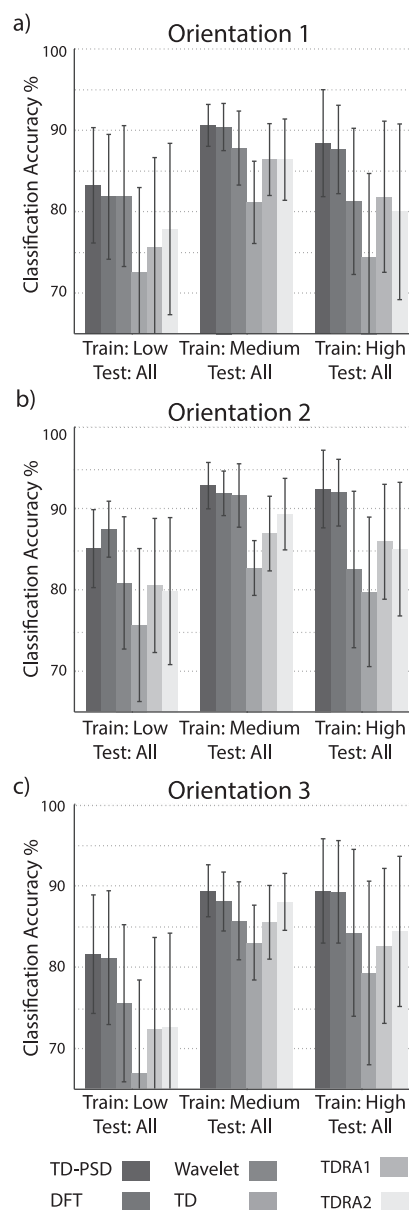 a)
Orientation 1
Classification Accuracy %
100
90
80
70
Train: Low
Test: All
Train: Medium
Test: All
Train: High
Test: All
b)
Orientation 2
Classification Accuracy %
100
90
80
70
Train: Low
Test: All
Train: Medium
Test: All
Train: High
Test: All
c)
Orientation 3
Classification Accuracy %
100
90
80
70
Train: Low
Test: All
Train: Medium
Test: All
Train: High
Test: All
TD-PSD
Wavelet
TDRA1
DFT
TD
TDRA2